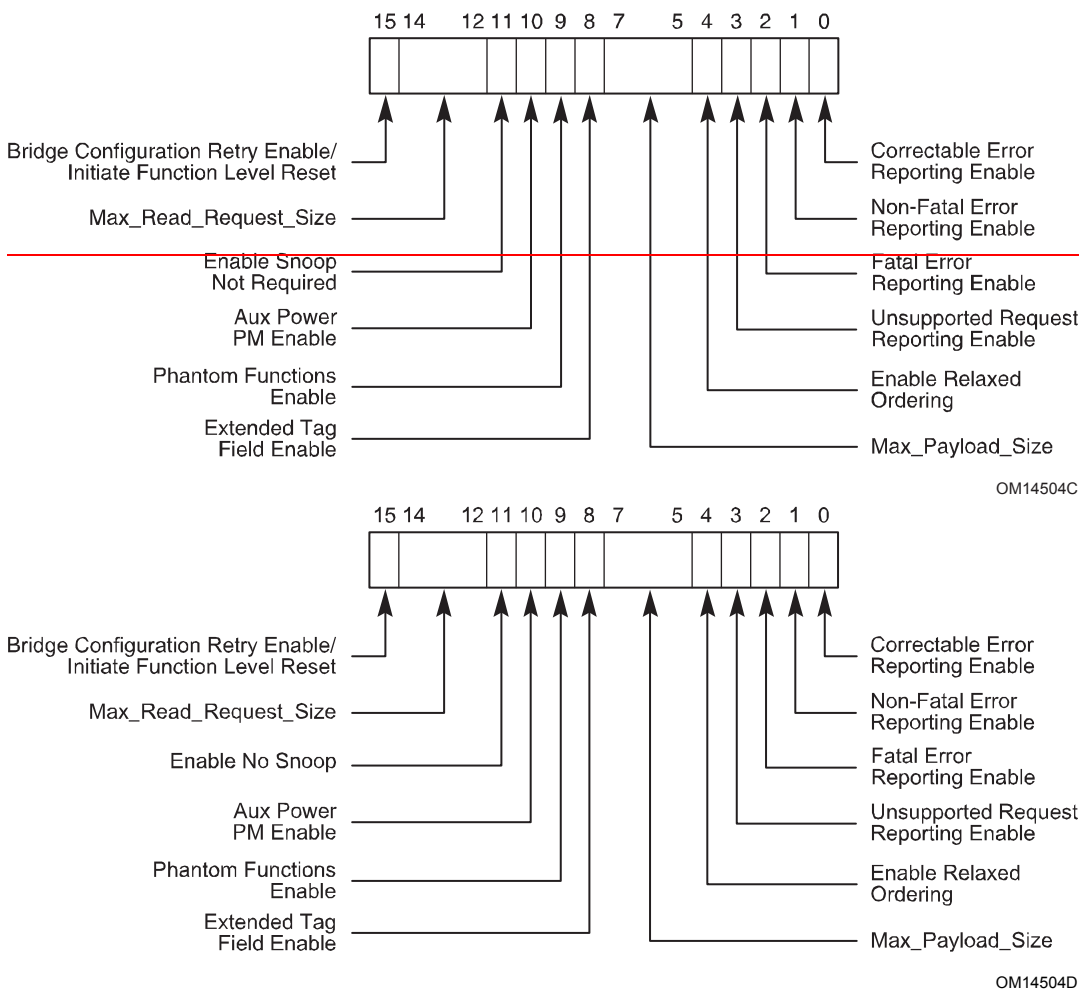 15 14 12 11 10 9 8 7 5 4 3 2 1 0
Bridge Configuration Retry Enable/
Initiate Function Level Reset
Max_Read_Request_Size
Enable Snoop
Not Required
Aux Power
PM Enable
Phantom Functions
Enable
Extended Tag
Field Enable
Correctable Error
Reporting Enable
Non-Fatal Error
Reporting Enable
Fatal Error
Reporting Enable
Unsupported Request
Reporting Enable
Enable Relaxed
Ordering
Max_Payload_Size
OM14504C
15 14 12 11 10 9 8 7 5 4 3 2 1 0
Bridge Configuration Retry Enable/
Initiate Function Level Reset
Max_Read_Request_Size
Enable No Snoop
Aux Power
PM Enable
Phantom Functions
Enable
Extended Tag
Field Enable
Correctable Error
Reporting Enable
Non-Fatal Error
Reporting Enable
Fatal Error
Reporting Enable
Unsupported Request
Reporting Enable
Enable Relaxed
Ordering
Max_Payload_Size
OM14504D